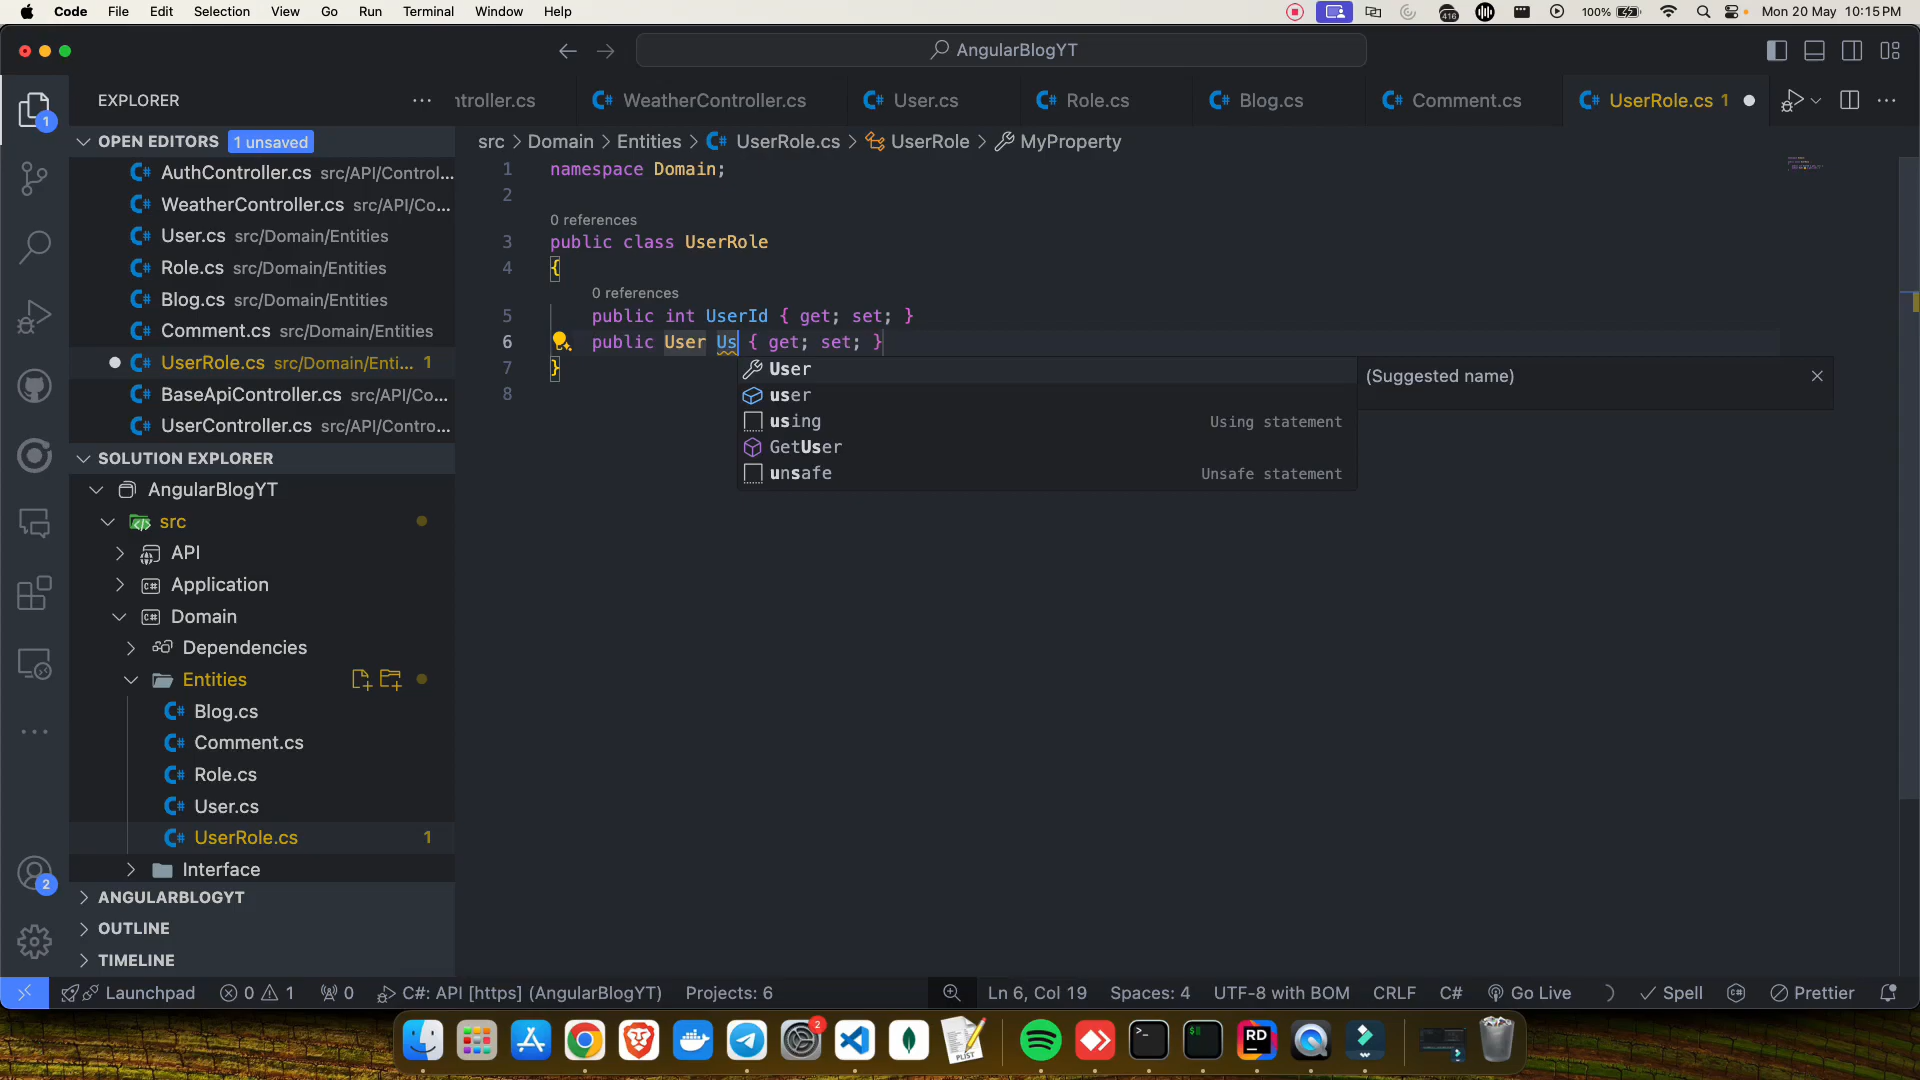 Code File Edit Selection View Go Run Terminal Window Help
416 100% Mon 20 May 10:15 PM
AngularBlogYT
EXPLORER
OPEN EDITORS 1 unsaved
AuthController.cs src/API/Control...
WeatherController.cs src/API/Co...
User.cs src/Domain/Entities
Role.cs src/Domain/Entities
Blog.cs src/Domain/Entities
Comment.cs src/Domain/Entities
UserRole.cs src/Domain/Enti... 1
BaseApiController.cs src/API/Co...
UserController.cs src/API/Contro...
SOLUTION EXPLORER
AngularBlogYT
src
API
Application
Domain
Dependencies
Entities
Blog.cs
Comment.cs
Role.cs
User.cs
UserRole.cs 1
Interface
ANGULARBLOGYT
OUTLINE
TIMELINE
1
2
ntroller.cs WeatherController.cs User.cs Role.cs Blog.cs Comment.cs UserRole.cs 1
src > Domain > Entities > UserRole.cs > UserRole > MyProperty
1 namespace Domain;
2
0 references
3 public class UserRole
4 {
0 references
5 public int UserId { get; set; }
6 public User Us { get; set; }
7 }
8
User
user
using Using statement
GetUser
unsafe Unsafe statement
(Suggested name)
Launchpad 0 1 0 C#: API [https] (AngularBlogYT) Projects: 6 Ln 6, Col 19 Spaces: 4 UTF-8 with BOM CRLF C# Go Live Spell Prettier
2
PLIST
RD